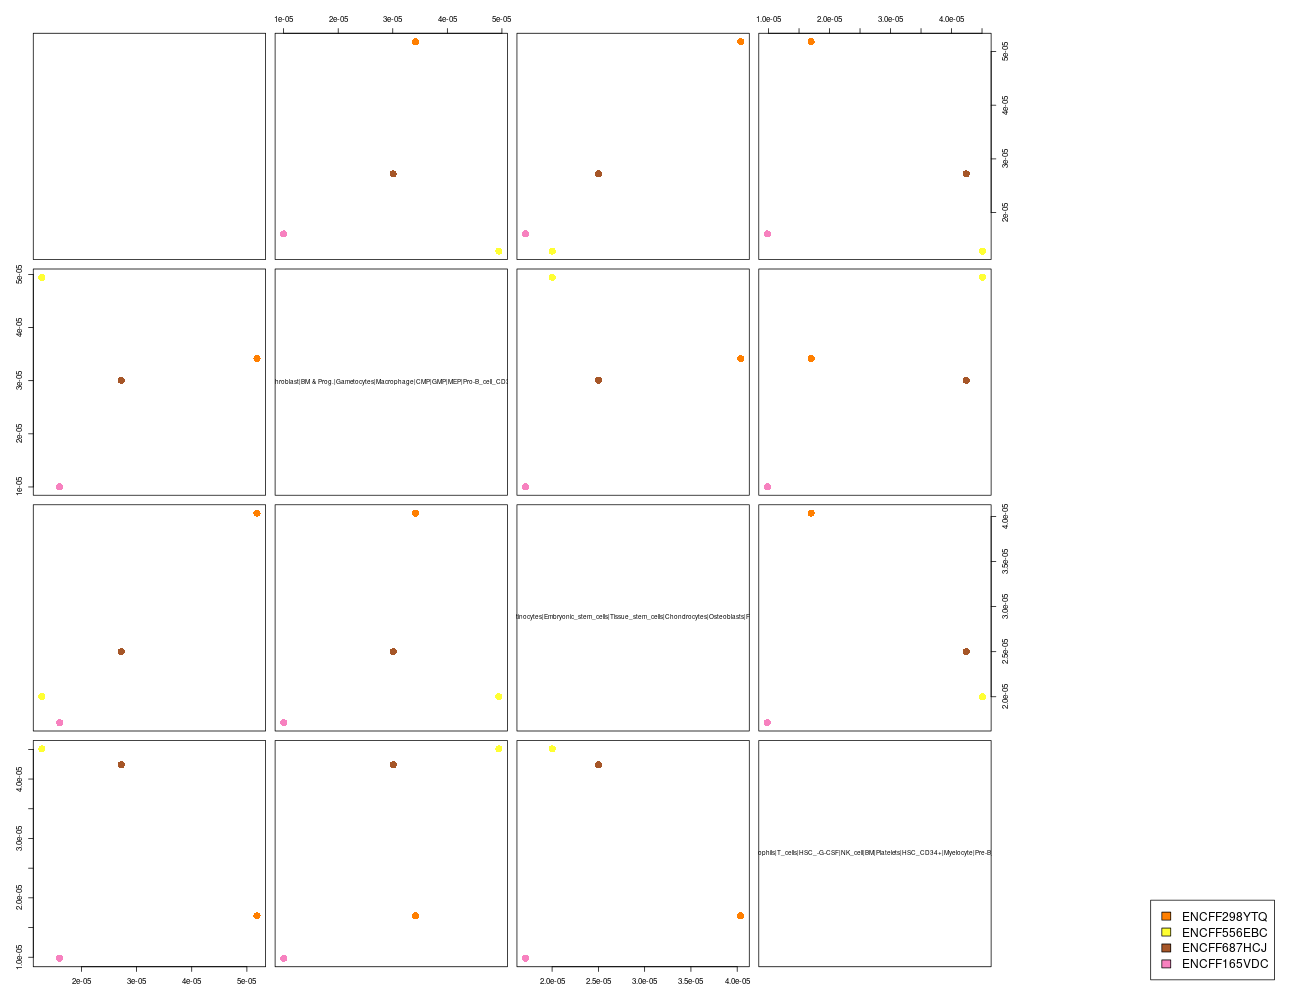 1e-05 2e-05 3e-05 4e-05 5e-05
1.0e-05 2.0e-05 3.0e-05 4.0e-05
2e-05 3e-05 4e-05 5e-05
1e-05 2e-05 3e-05 4e-05 5e-05
hroblast|BM & Prog.|Gametocytes|Macrophage|CMP|GMP|MEP|Pro-B_cell_CD3
tinocytes|Embryonic_stem_cells|Tissue_stem_cells|Chondrocytes|Osteoblasts|F
2.0e-05 2.5e-05 3.0e-05 3.5e-05 4.0e-05
1.0e-05 2.0e-05 3.0e-05 4.0e-05
ophils|T_cells|HSC_-G-CSF|NK_cell|BM|Platelets|HSC_CD34+|Myelocyte|Pre-B
2e-05 3e-05 4e-05 5e-05
2.0e-05 2.5e-05 3.0e-05 3.5e-05 4.0e-05
ENCFF298YTQ
ENCFF556EBC
ENCFF687HCJ
ENCFF165VDC